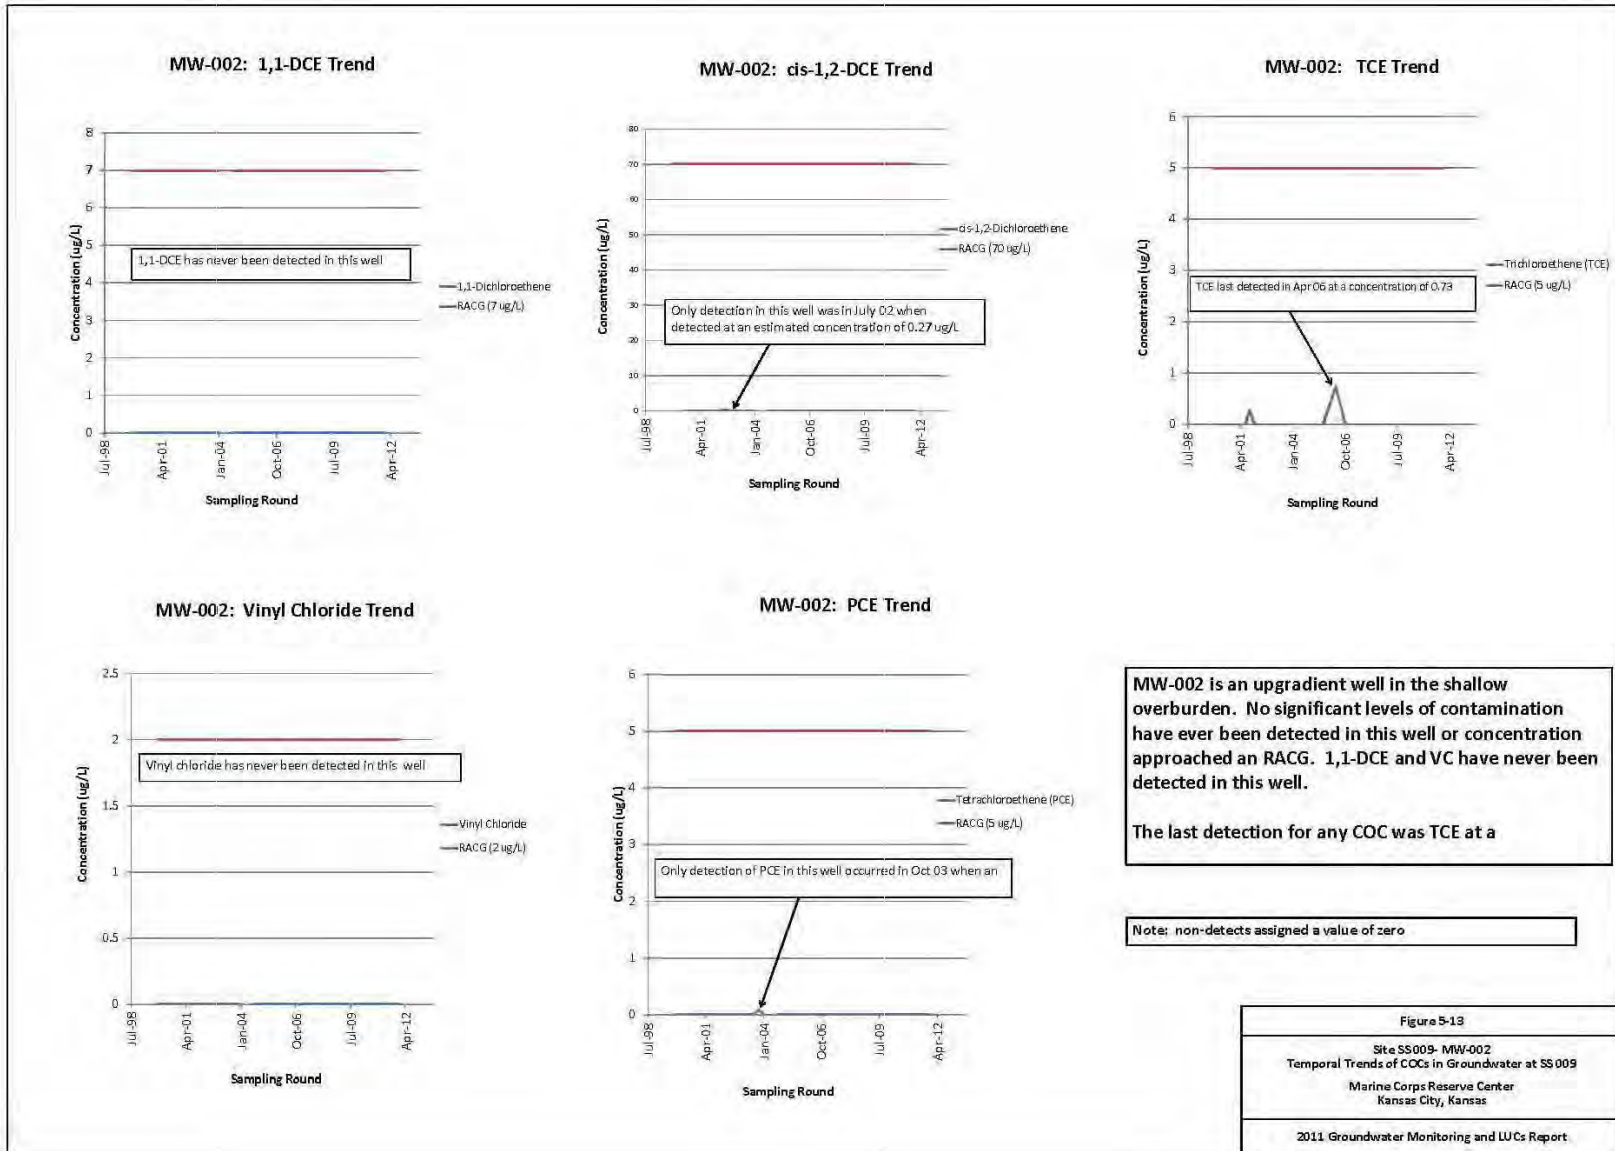 MW-002: 1,1-DCE Trend
8
7
6
5
4
3
2
1
0
Concentration (ug/L)
1,1-DCE has never been detected in this well
1,1-Dichloroethene
RACG (7 ug/L)
Jul-98
Apr-01
Jan-04
Oct-06
Jul-09
Apr-12
Sampling Round
MW-002: cis-1,2-DCE Trend
80
70
60
50
40
30
20
10
0
Concentration (ug/L)
cis-1,2-Dichloroethene
RACG (70 ug/L)
Only detection in this well was in July 02 when
detected at an estimated concentration of 0.27 ug/L
Jul-98
Apr-01
Jan-04
Oct-06
Jul-09
Apr-12
Sampling Round
MW-002: TCE Trend
6
5
4
3
2
1
0
Concentration (ug/L)
Trichloroethene (TCE)
RACG (5 ug/L)
TCE last detected in Apr 06 at a concentration of 0.73
Jul-98
Apr-01
Jan-04
Oct-06
Jul-09
Apr-12
Sampling Round
MW-002: Vinyl Chloride Trend
2.5
2
1.5
1
0.5
0
Concentration (ug/L)
Vinyl chloride has never been detected in this well
Vinyl Chloride
RACG (2 ug/L)
Jul-98
Apr-01
Jan-04
Oct-06
Jul-09
Apr-12
Sampling Round
MW-002: PCE Trend
6
5
4
3
2
1
0
Concentration (ug/L)
Tetrachloroethene (PCE)
RACG (5 ug/L)
Only detection of PCE in this well occurred in Oct 03 when an
Jul-98
Apr-01
Jan-04
Oct-06
Jul-09
Apr-12
Sampling Round
MW-002 is an upgradient well in the shallow
overburden. No significant levels of contamination
have ever been detected in this well or concentration
approached an RACG. 1,1-DCE and VC have never been
detected in this well.
The last detection for any COC was TCE at a
Note: non-detects assigned a value of zero
Figure 5-13
Site SS009- MW-002
Temporal Trends of COCs in Groundwater at SS009
Marine Corps Reserve Center
Kansas City, Kansas
2011 Groundwater Monitoring and LUCs Report